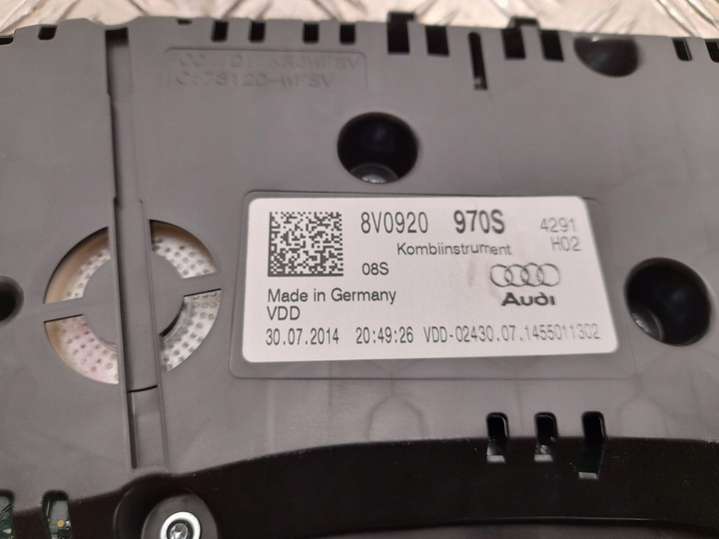 8V0920 970S 4291
Kombiinstrument H02
08S
Audi
Made in Germany
VDD
30.07.2014 20:49:26 VDD-02430.07.1455011302